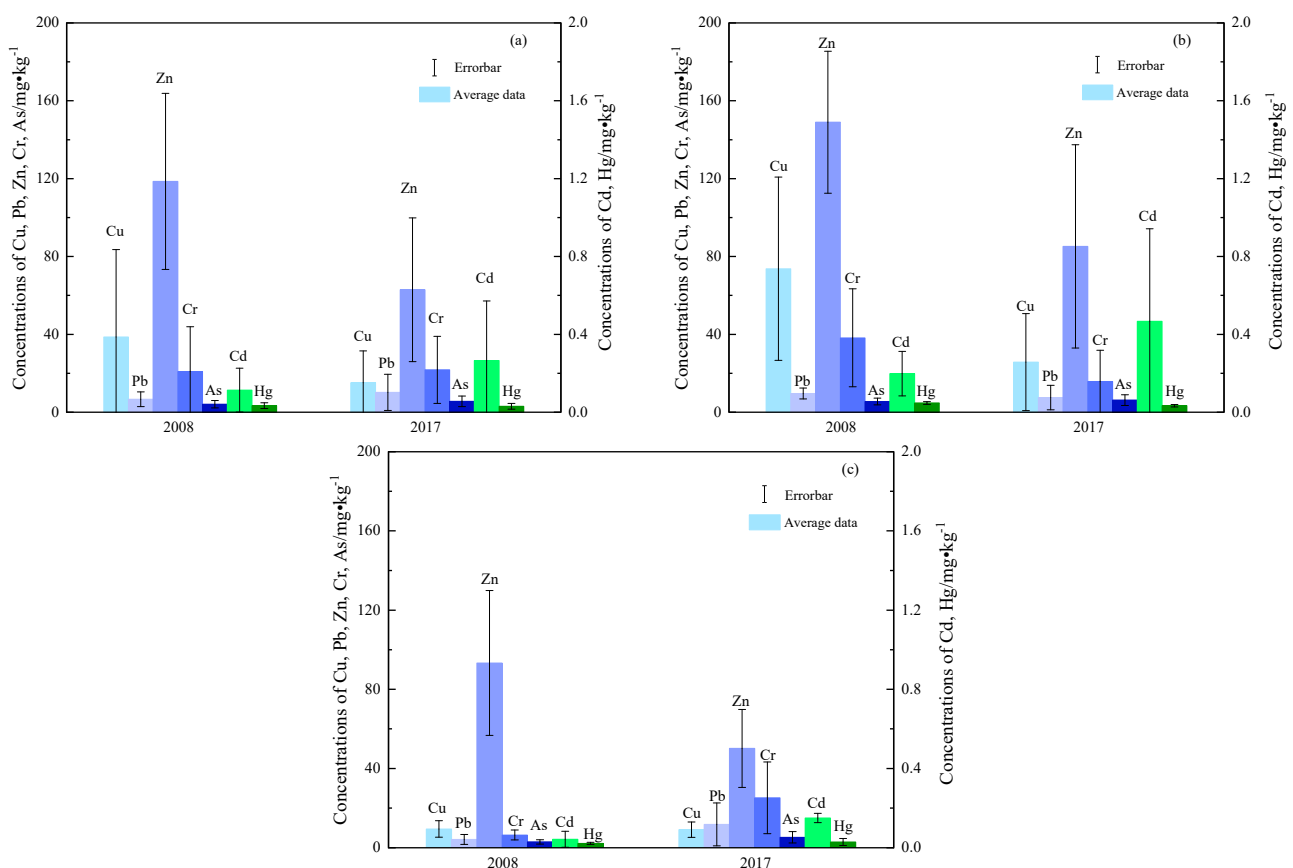 Concentrations of Cu, Pb, Zn, Cr, As/mg•kg-1
200
160
120
80
40
0
(a)
Errorbar
Average data
Cu
Pb
Zn
Cr
As
Cd
Hg
Cu
Pb
Zn
Cr
As
Cd
Hg
2008
2017
2.0
1.6
1.2
0.8
0.4
0.0
Concentrations of Cd, Hg/mg•kg-1
Concentrations of Cu, Pb, Zn, Cr, As/mg•kg-1
200
160
120
80
40
0
(b)
Errorbar
Average data
Cu
Pb
Zn
Cr
As
Cd
Hg
Cu
Pb
Zn
Cr
As
Cd
Hg
2008
2017
2.0
1.6
1.2
0.8
0.4
0.0
Concentrations of Cd, Hg/mg•kg-1
Concentrations of Cu, Pb, Zn, Cr, As/mg•kg-1
200
160
120
80
40
0
(c)
Errorbar
Average data
Cu
Pb
Zn
Cr
As
Cd
Hg
Cu
Pb
Zn
Cr
As
Cd
Hg
2008
2017
2.0
1.6
1.2
0.8
0.4
0.0
Concentrations of Cd, Hg/mg•kg-1